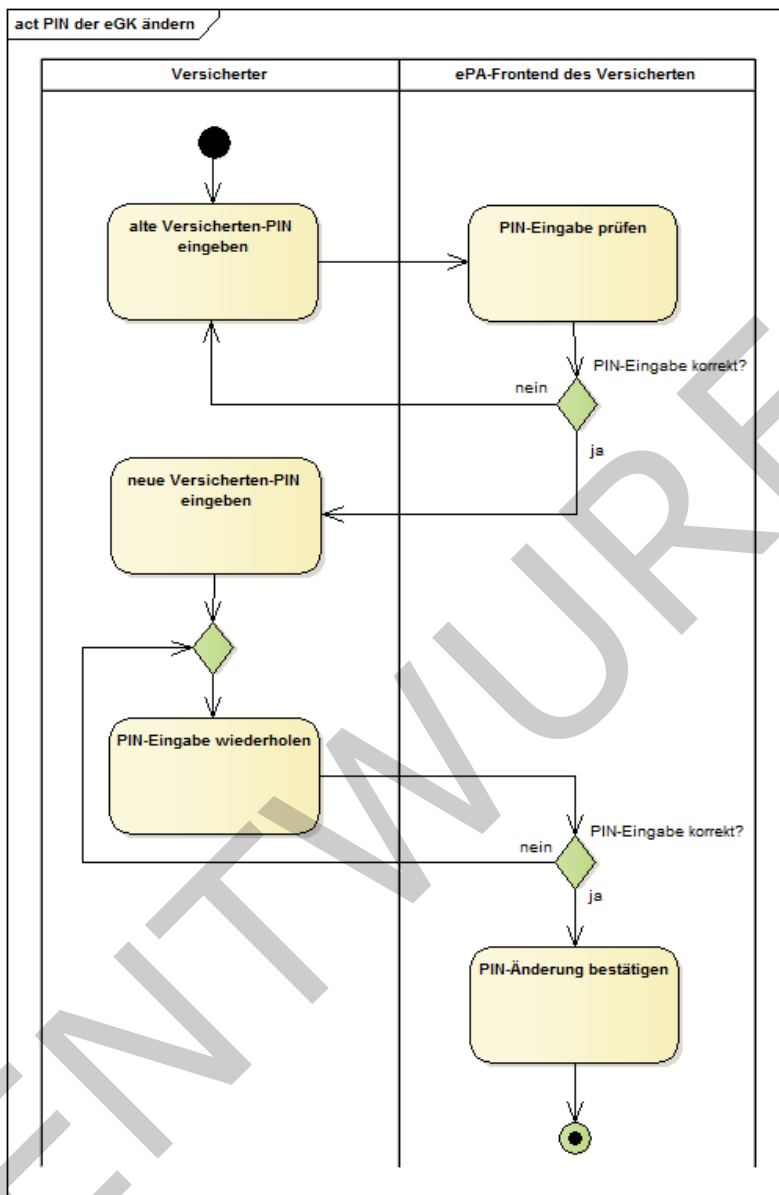 act PIN der eGK ändern
Versicherter
ePA-Frontend des Versicherten
alte Versicherten-PIN
eingeben
PIN-Eingabe prüfen
PIN-Eingabe korrekt?
nein
ja
neue Versicherten-PIN
eingeben
PIN-Eingabe wiederholen
PIN-Eingabe korrekt?
nein
ja
PIN-Änderung bestätigen
ENTWURF